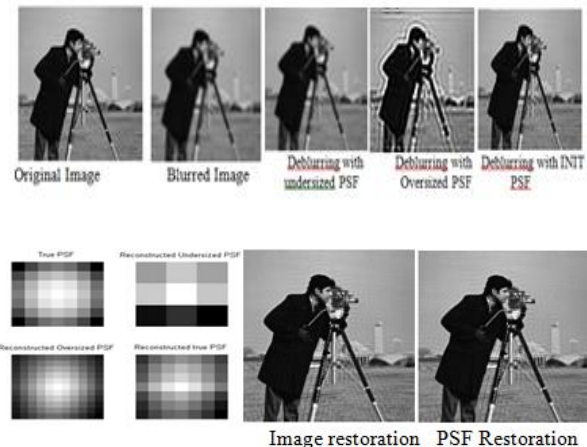 Original Image
Blurred Image
Deblurring with
undersized PSF
Deburring with
Oversized PSF
Deblurring with INIT
PSF
True PSF
Reconstructed Undersized PSF
Reconstructed Oversized PSF
Reconstructed true PSF
Image restoration
PSF Restoration